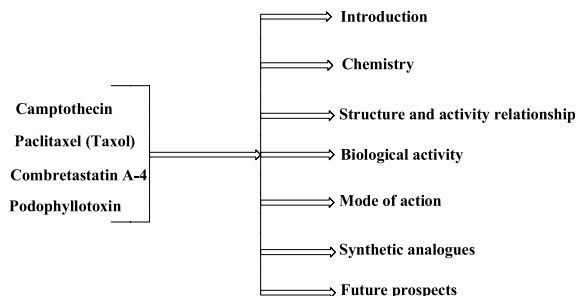 Camptothecin
Paclitaxel (Taxol)
Combretastatin A-4
Podophyllotoxin
Introduction
Chemistry
Structure and activity relationship
Biological activity
Mode of action
Synthetic analogues
Future prospects